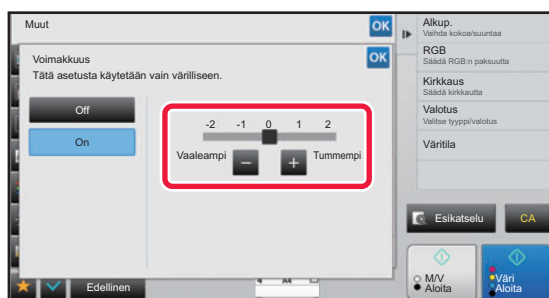 Muut
OK
Voimakkuus
OK
Tätä asetusta käytetään vain värilliseen.
Off
On
-2 -1 0 1 2
Vaaleampi
Tummempi
Edellinen
A4
Alkup.
Vaihda kokoa/suuntaa
RGB
Säädä RGB:n paksuutta
Kirkkaus
Säädä kirkkautta
Valotus
Valitse tyyppi/valotus
Väritila
Esikatselu
CA
M/V
Aloita
Väri
Aloita